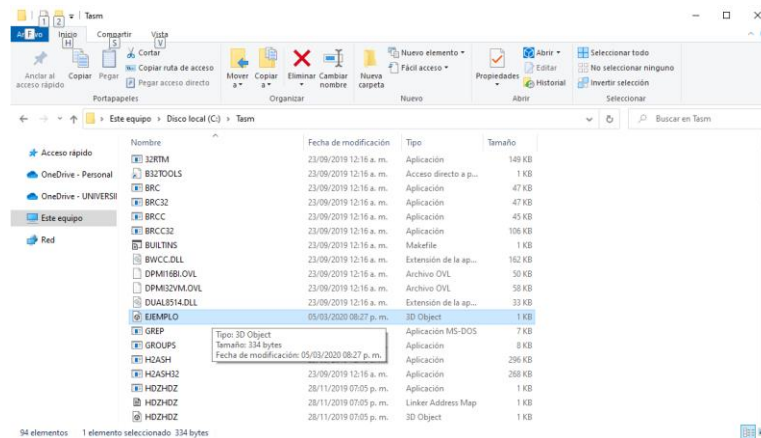 Tasm
1 2
Ar F vo Inicio Compartir Vista
H S V
Cortar
Copiar ruta de acceso
Pegar acceso directo
Anclar al acceso rápido
Copiar
Pegar
Mover a
Copiar a
Eliminar
Cambiar nombre
Nueva carpeta
Nuevo elemento
Fácil acceso
Propiedades
Abrir
Editar
Historial
Seleccionar todo
No seleccionar ninguno
Invertir selección
Portapapeles Organizar Nuevo Abrir Seleccionar
Este equipo > Disco local (C:) > Tasm
Buscar en Tasm
Acceso rápido
OneDrive - Personal
OneDrive - UNIVERSI
Este equipo
Red
Nombre Fecha de modificación Tipo Tamaño
32RTM 23/09/2019 12:16 a. m. Aplicación 149 KB
B32TOOLS 23/09/2019 12:16 a. m. Acceso directo a p... 1 KB
BRC 23/09/2019 12:16 a. m. Aplicación 47 KB
BRC32 23/09/2019 12:16 a. m. Aplicación 47 KB
BRCC 23/09/2019 12:16 a. m. Aplicación 45 KB
BRCC32 23/09/2019 12:16 a. m. Aplicación 106 KB
BUILTINS 23/09/2019 12:16 a. m. Makefile 1 KB
BWCC.DLL 23/09/2019 12:16 a. m. Extensión de la ap... 162 KB
DPMI16BI.OVL 23/09/2019 12:16 a. m. Archivo OVL 50 KB
DPMI32VM.OVL 23/09/2019 12:16 a. m. Archivo OVL 58 KB
DUAL8514.DLL 23/09/2019 12:16 a. m. Extensión de la ap... 33 KB
EJEMPLO 05/03/2020 08:27 p. m. 3D Object 1 KB
GREP Aplicación MS-DOS 7 KB
GROUPS Aplicación 8 KB
H2ASH Aplicación 296 KB
H2ASH32 23/09/2019 12:16 a. m. Aplicación 268 KB
HDZHDZ 28/11/2019 07:05 p. m. Aplicación 1 KB
HDZHDZ 28/11/2019 07:05 p. m. Linker Address Map 1 KB
HDZHDZ 28/11/2019 07:05 p. m. 3D Object 1 KB
Tipo: 3D Object
Tamaño: 334 bytes
Fecha de modificación: 05/03/2020 08:27 p. m.
94 elementos 1 elemento seleccionado 334 bytes